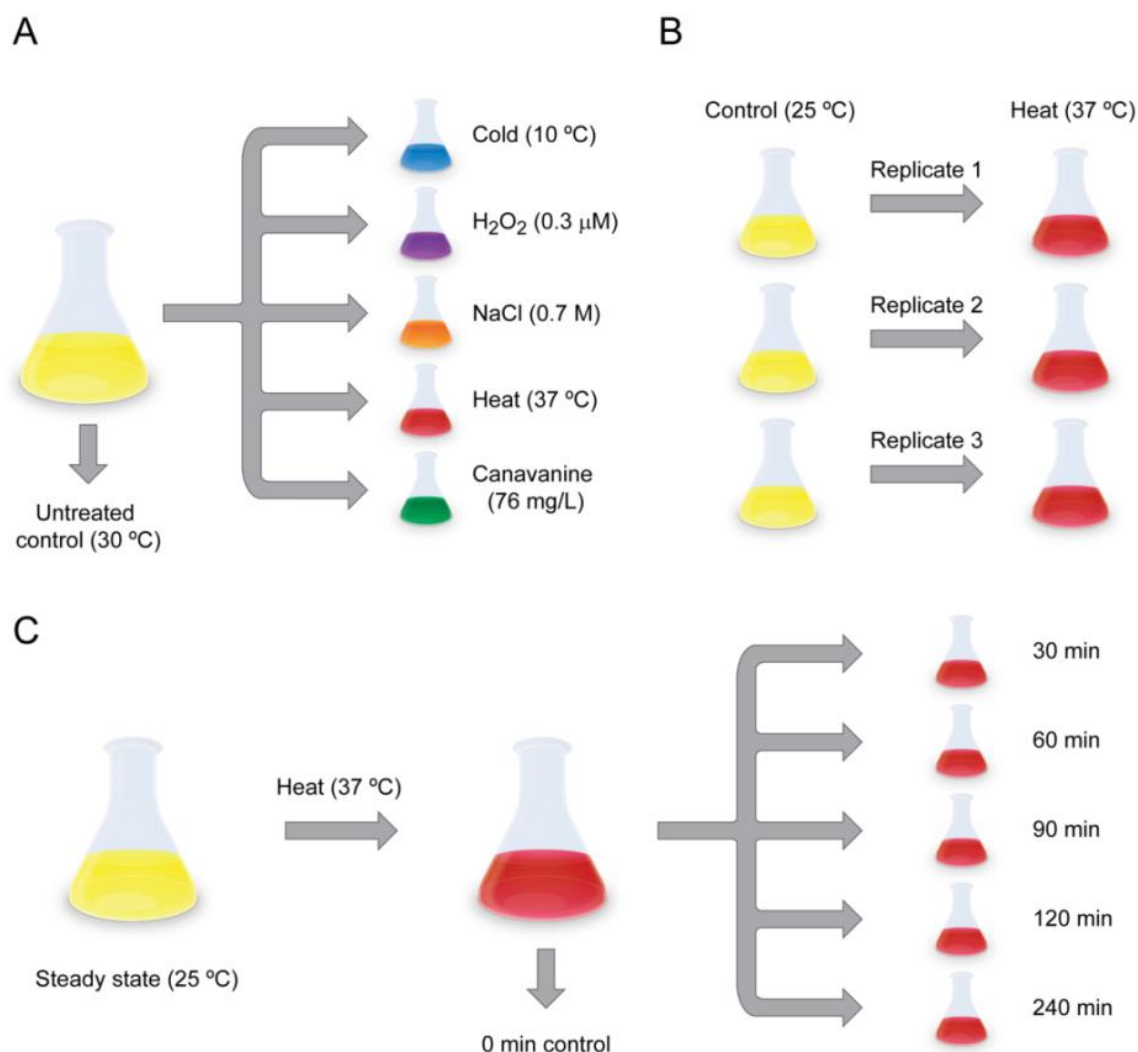 A
Cold (10 ºC)
H₂O₂ (0.3 μM)
NaCl (0.7 M)
Heat (37 ºC)
Canavanine
(76 mg/L)
Untreated
control (30 ºC)
B
Control (25 ºC)
Heat (37 ºC)
Replicate 1
Replicate 2
Replicate 3
C
Steady state (25 ºC)
Heat (37 ºC)
0 min control
30 min
60 min
90 min
120 min
240 min